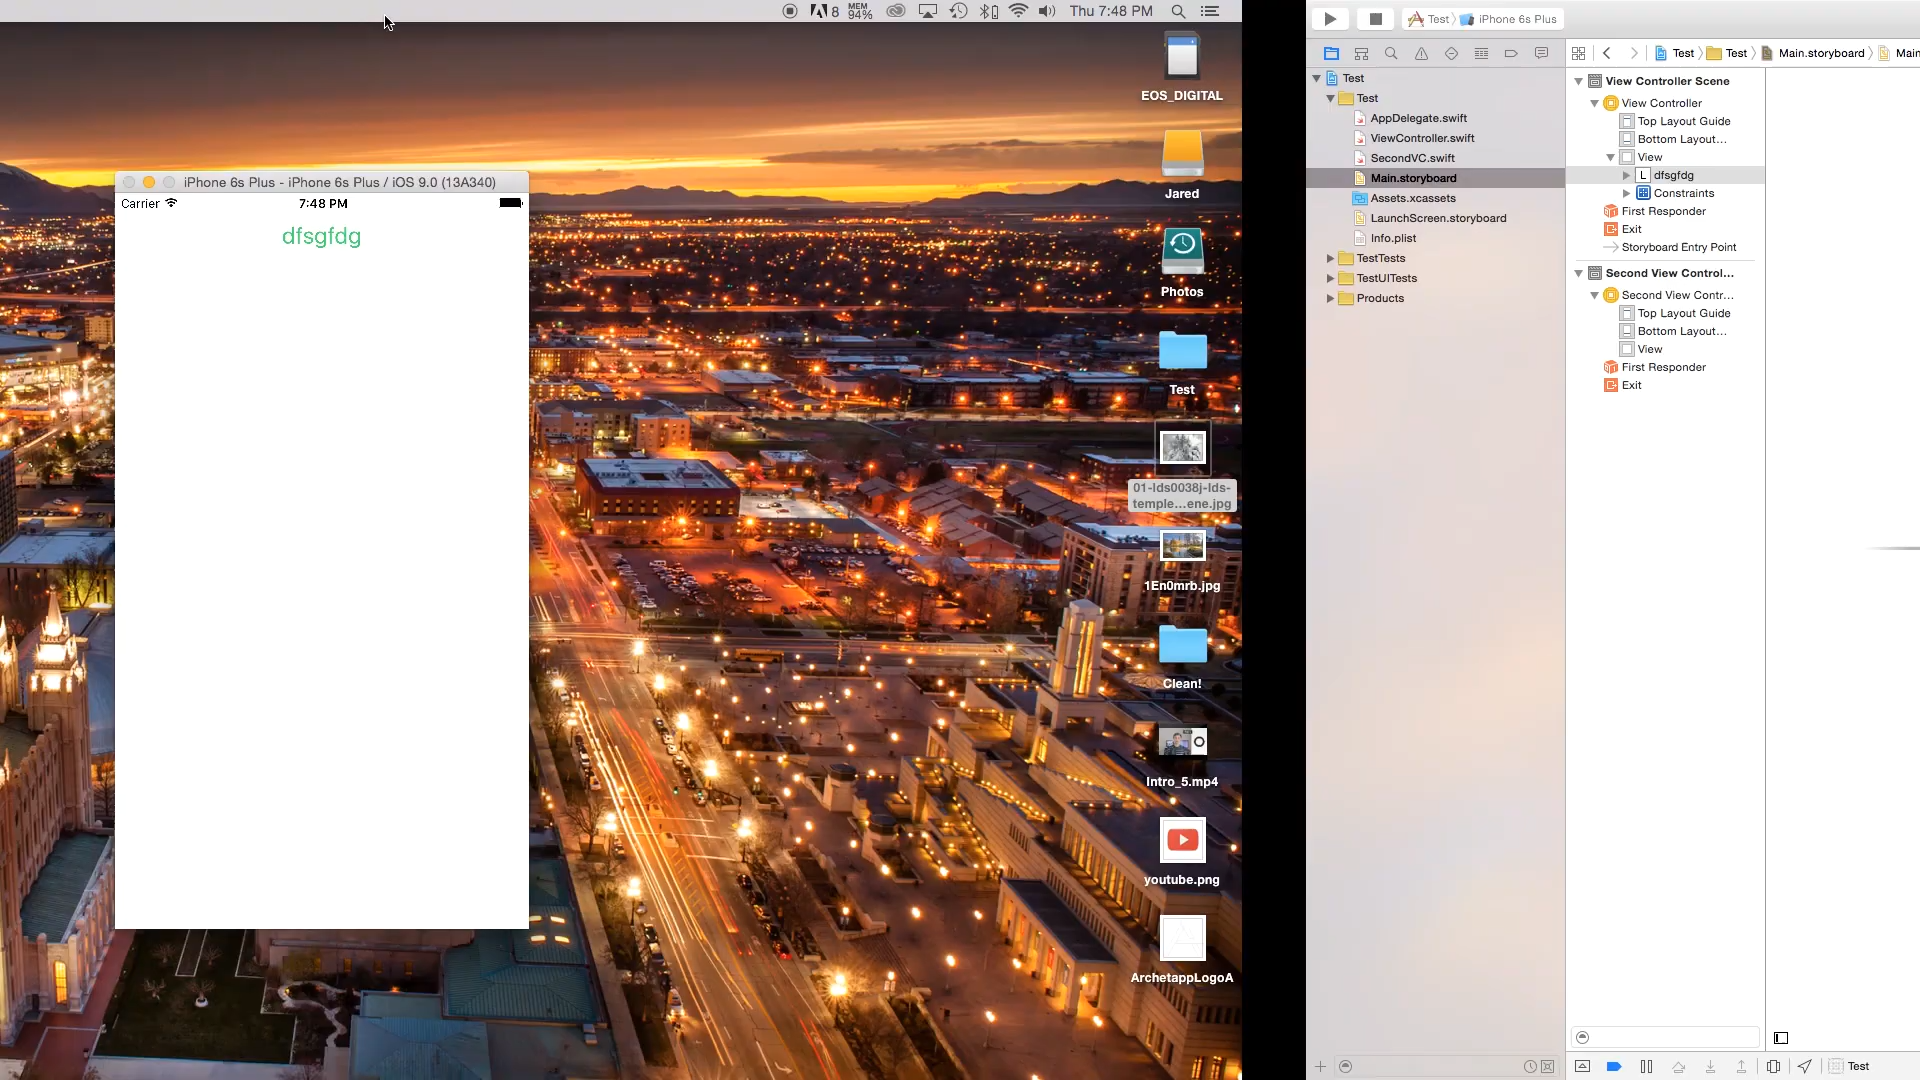 8 MEM 94% Thu 7:48 PM
EOS_DIGITAL
Jared
Photos
Test
01-lds0038j-lds-
temple...ene.jpg
1En0mrb.jpg
Clean!
Intro_5.mp4
youtube.png
ArchetappLogoA
iPhone 6s Plus - iPhone 6s Plus / iOS 9.0 (13A340)
Carrier 7:48 PM
dfsgfdg
Test iPhone 6s Plus
Test Test Main.storyboard Main
Test
Test
AppDelegate.swift
ViewController.swift
SecondVC.swift
Main.storyboard
Assets.xcassets
LaunchScreen.storyboard
Info.plist
TestTests
TestUITests
Products
View Controller Scene
View Controller
Top Layout Guide
Bottom Layout...
View
L dfsgfdg
Constraints
First Responder
Exit
Storyboard Entry Point
Second View Control...
Second View Contr...
Top Layout Guide
Bottom Layout...
View
First Responder
Exit
Test